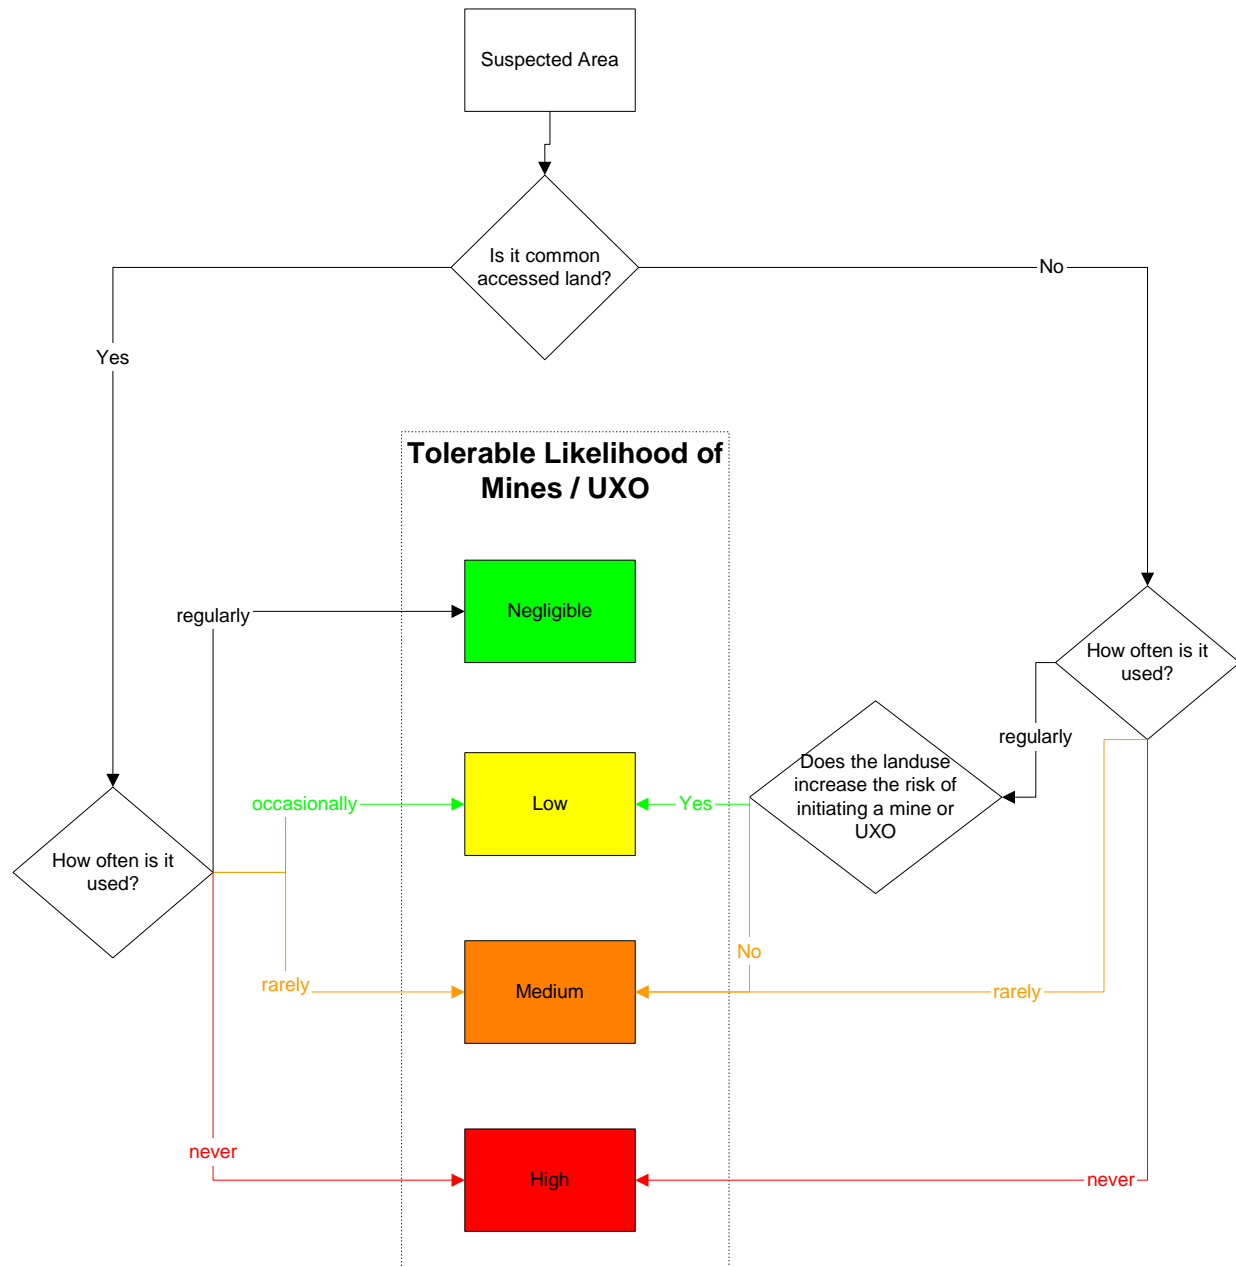 Suspected Area
Is it common
accessed land?
No
Yes
Tolerable Likelihood of
Mines / UXO
regularly
Negligible
How often is it
used?
regularly
Does the landuse
increase the risk of
initiating a mine or
UXO
occasionally
Low
Yes
How often is it
used?
No
rarely
Medium
rarely
never
High
never